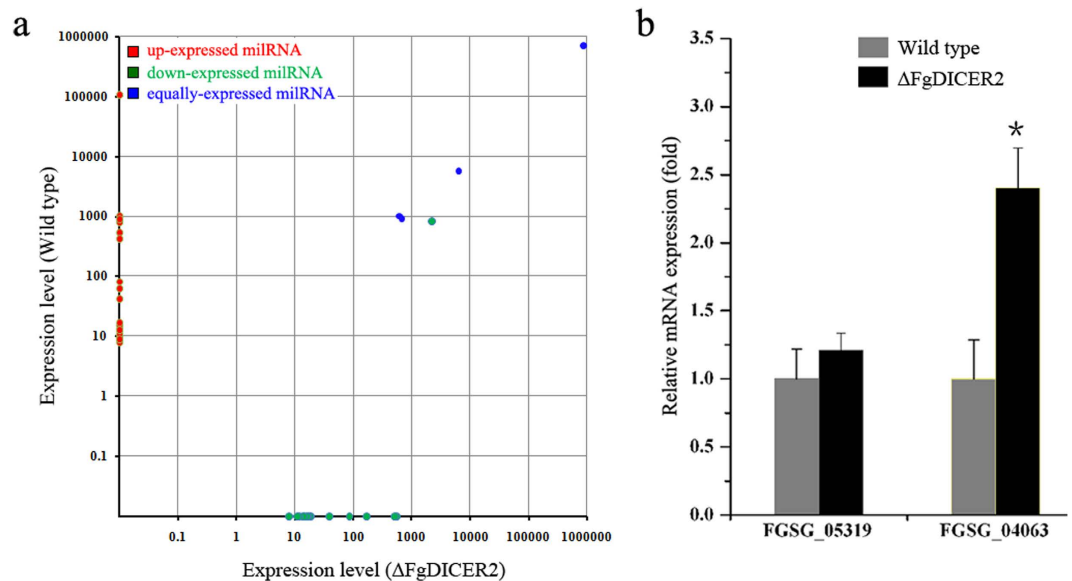 a
1000000
100000
10000
1000
100
10
1
0.1
Expression level (Wild type)
up-expressed milRNA
down-expressed milRNA
equally-expressed milRNA
0.1 1 10 100 1000 10000 100000 1000000
Expression level (ΔFgDICER2)
b
3.5
3.0
2.5
2.0
1.5
1.0
0.5
0.0
Relative mRNA expression (fold)
Wild type
ΔFgDICER2
*
FGSG_05319 FGSG_04063